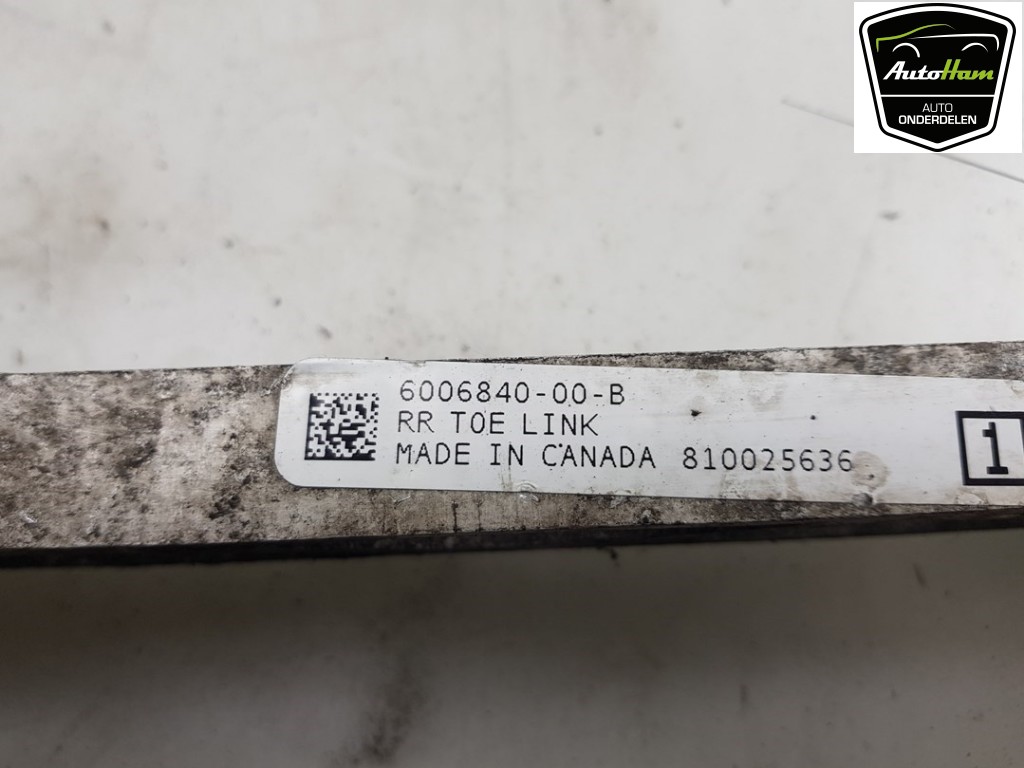 AutoHam
AUTO
ONDERDELEN
6006840-00-B
RR TOE LINK
MADE IN CANADA 810025636
1